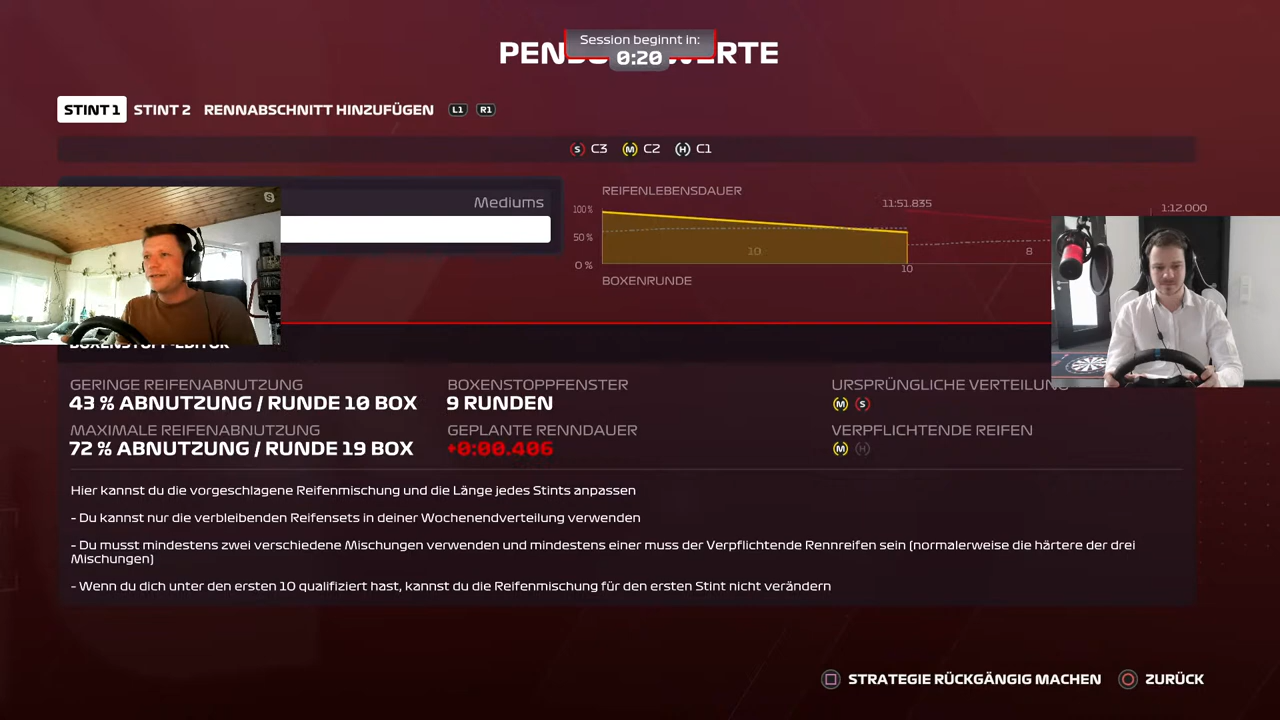 Session beginnt in:
0:20
STINT 1 STINT 2 RENNABSCHNITT HINZUFÜGEN L1 R1
S C3 M C2 H C1
Mediums
REIFENLEBENSDAUER
11:51.835
1:12.000
100 %
50 %
0 %
10
8
10
BOXENRUNDE
GERINGE REIFENABNUTZUNG
43 % ABNUTZUNG / RUNDE 10 BOX
BOXENSTOPPFENSTER
9 RUNDEN
URSPRÜNGLICHE VERTEILUNG
M S
MAXIMALE REIFENABNUTZUNG
72 % ABNUTZUNG / RUNDE 19 BOX
GEPLANTE RENNDAUER
+0:00.406
VERPFLICHTENDE REIFEN
M H
Hier kannst du die vorgeschlagene Reifenmischung und die Länge jedes Stints anpassen
- Du kannst nur die verbleibenden Reifensets in deiner Wochenendverteilung verwenden
- Du musst mindestens zwei verschiedene Mischungen verwenden und mindestens einer muss der Verpflichtende Rennreifen sein (normalerweise die härtere der drei
Mischungen)
- Wenn du dich unter den ersten 10 qualifiziert hast, kannst du die Reifenmischung für den ersten Stint nicht verändern
STRATEGIE RÜCKGÄNGIG MACHEN ZURÜCK